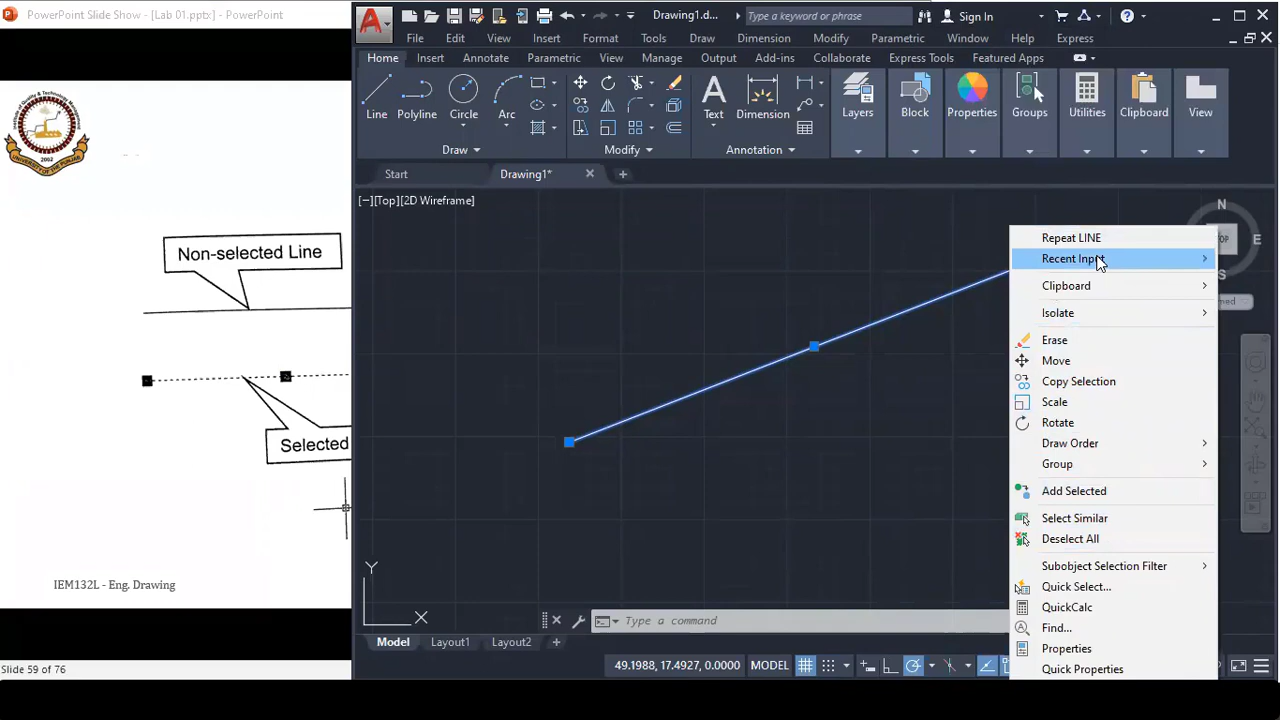 [Lab 01.ppb:] - PowerPoint
PowerPoint Slide Show -
Drawing1.d...
Type a keyword or phrase
Sign In
File Edit View Insert Format Tools Draw Dimension Modify Parametric Window Help Express
Home Insert Annotate Parametric View Manage Output Add-ins Collaborate Express Tools Featured Apps
Line Polyline Circle Arc Text Dimension Layers Block Properties Groups Utilities Clipboard View
Draw Modify Annotation
Start Drawing1*
[−][Top][2D Wireframe]
2002
N
E
S
Non-selected Line
Selected
IEM132L - Eng. Drawing
Slide 59 of 76
Repeat LINE
Recent Input
Clipboard
Isolate
Erase
Move
Copy Selection
Scale
Rotate
Draw Order
Group
Add Selected
Select Similar
Deselect All
Subobject Selection Filter
Quick Select...
QuickCalc
Find...
Properties
Quick Properties
Y
X
Type a command
Model Layout1 Layout2
49.1988, 17.4927, 0.0000 MODEL